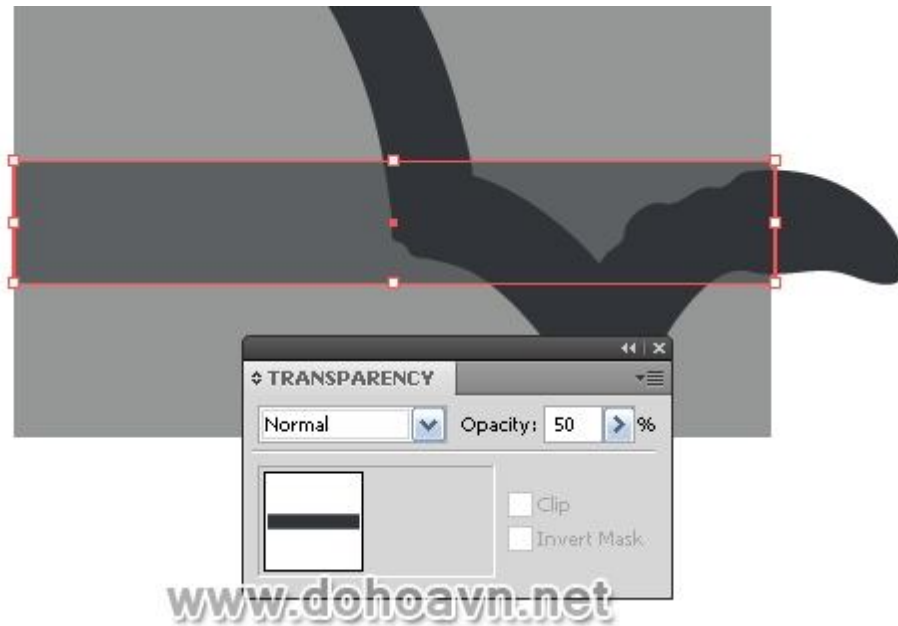 TRANSPARENCY
Normal Opacity: 50 %
Clip
Invert Mask
www.dohoavn.net